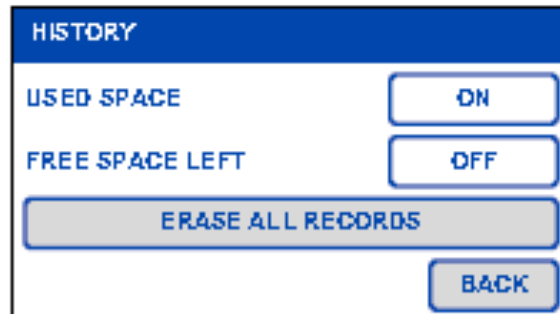 HISTORY
USED SPACE ON
FREE SPACE LEFT OFF
ERASE ALL RECORDS
BACK